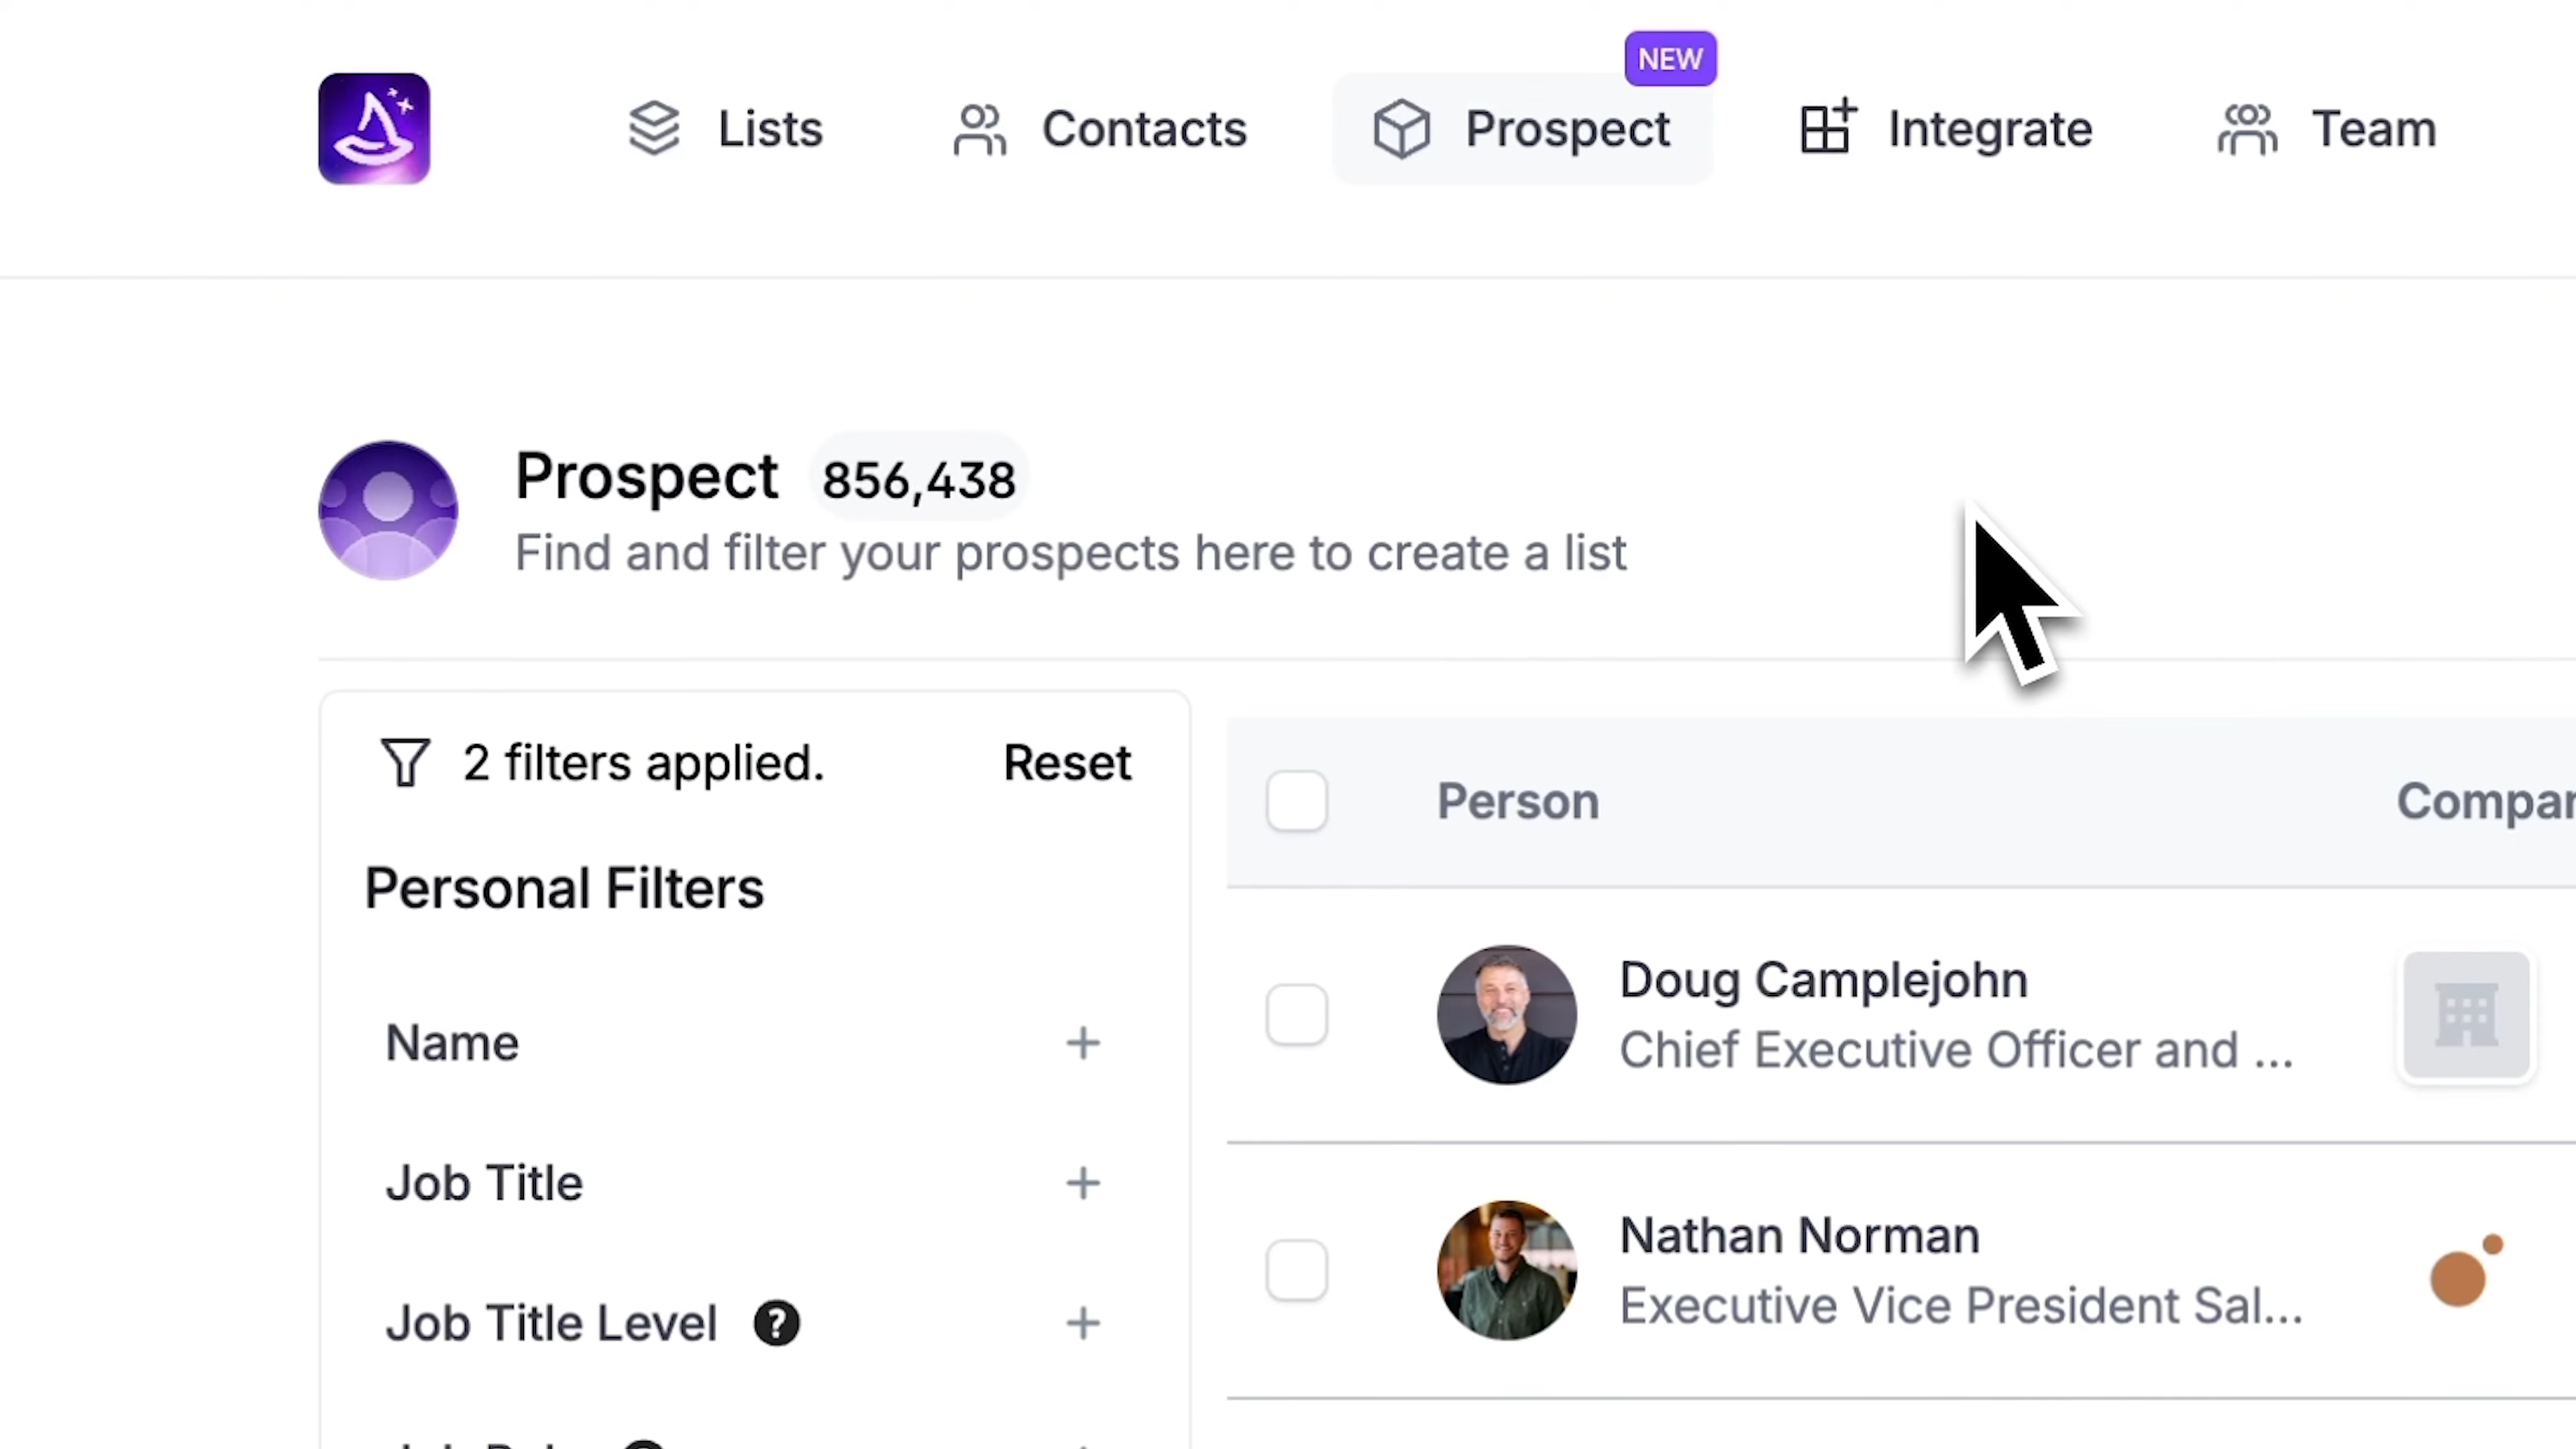 NEW
Lists
Contacts
Prospect
Integrate
Team
Prospect 856,438
Find and filter your prospects here to create a list
2 filters applied.
Reset
Personal Filters
Name
Job Title
Job Title Level
Person
Doug Camplejohn
Chief Executive Officer and ...
Nathan Norman
Executive Vice President Sal...